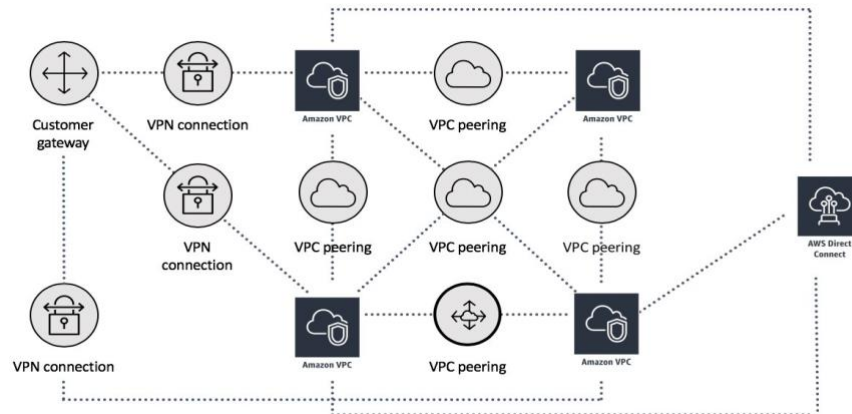 Customer
gateway
VPN connection
Amazon VPC
VPC peering
Amazon VPC
VPN
connection
VPC peering
VPC peering
VPC peering
AWS Direct
Connect
VPN connection
Amazon VPC
VPC peering
Amazon VPC